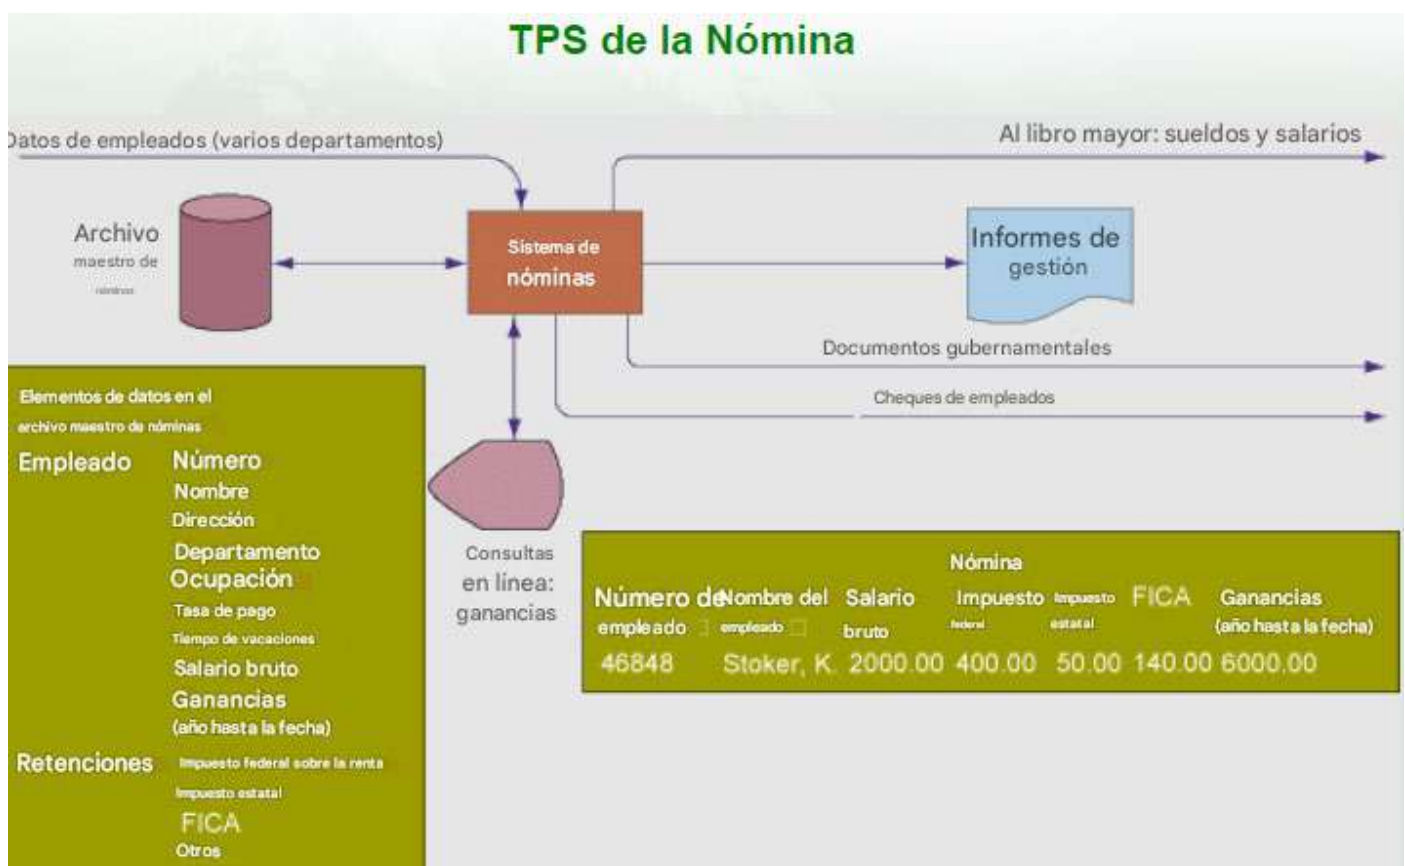 TPS de la Nómina
Datos de empleados (varios departamentos)
Al libro mayor: sueldos y salarios
Archivo
maestro de
nóminas
Sistema de
nóminas
Informes de
gestión
Documentos gubernamentales
Cheques de empleados
Elementos de datos en el
archivo maestro de nóminas
Empleado Número
Nombre
Dirección
Departamento
Ocupación
Tasa de pago
Tiempo de vacaciones
Salario bruto
Ganancias
(año hasta la fecha)
Retenciones Impuesto federal sobre la renta
Impuesto estatal
FICA
Otros
Consultas
en línea:
ganancias
Nómina
Número de Nombre del Salario Impuesto Impuesto FICA Ganancias
empleado empleado bruto federal estatal (año hasta la fecha)
46848 Stoker, K. 2000.00 400.00 50.00 140.00 6000.00